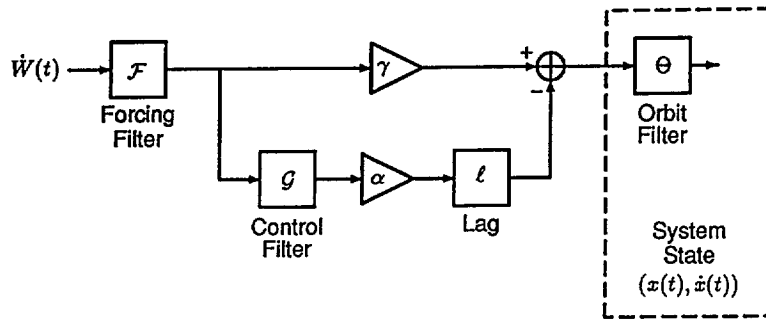 Ẇ(t)
ℱ
Forcing
Filter
γ
+
−
Θ
Orbit
Filter
𝒢
Control
Filter
α
ℓ
Lag
System
State
(x(t), ẋ(t))